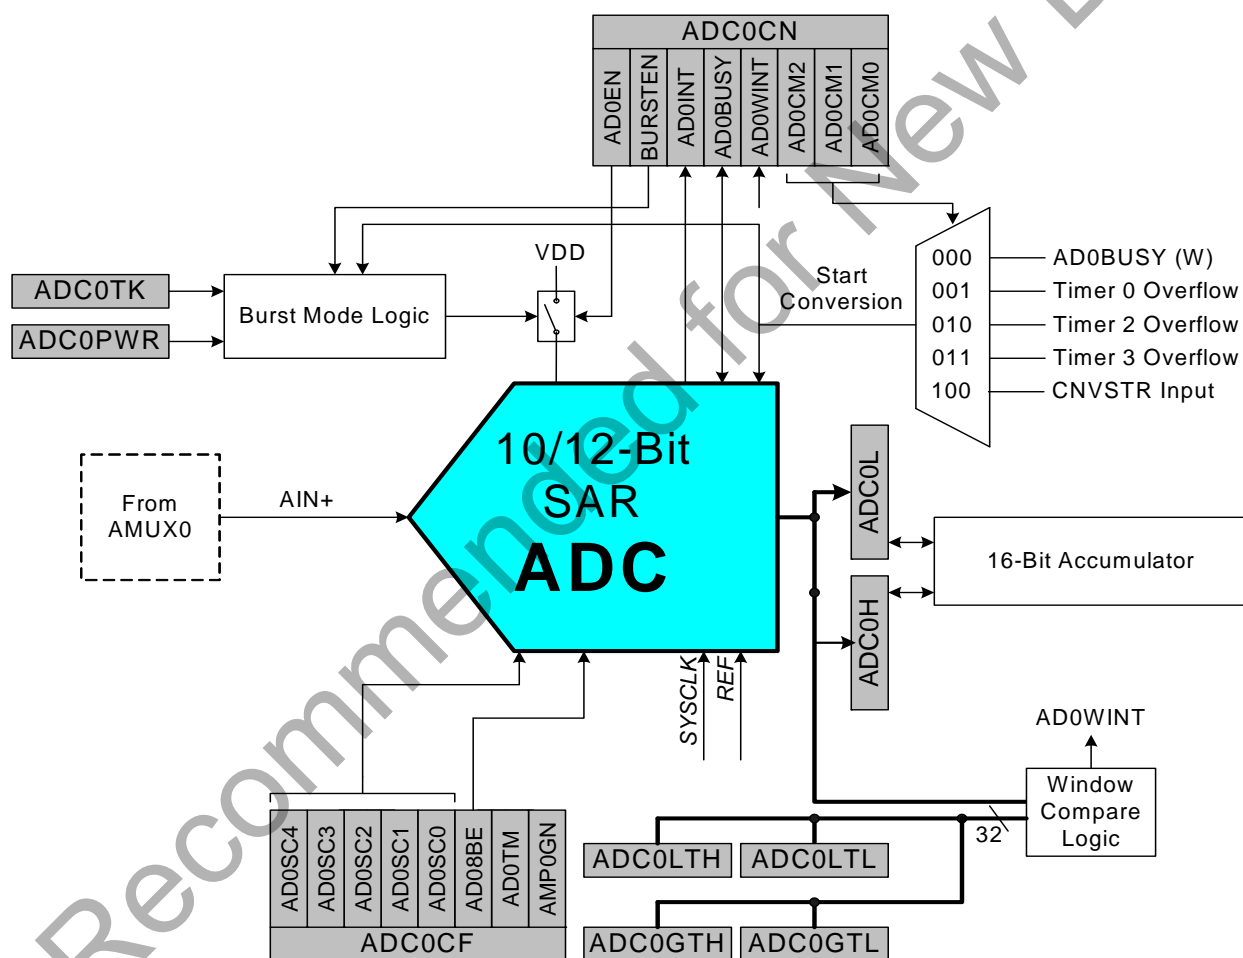 ADC0CN
AD0EN
BURSTEN
AD0INT
AD0BUSY
AD0WINT
AD0CM2
AD0CM1
AD0CM0
VDD
Start
Conversion
000
AD0BUSY (W)
001
Timer 0 Overflow
010
Timer 2 Overflow
011
Timer 3 Overflow
100
CNVSTR Input
ADC0TK
ADC0PWR
Burst Mode Logic
From
AMUX0
AIN+
10/12-Bit
SAR
ADC
ADC0L
ADC0H
16-Bit Accumulator
SYSCLK
REF
AD0WINT
Window
Compare
Logic
32
AD0SC4
AD0SC3
AD0SC2
AD0SC1
AD0SC0
AD08BE
AD0TM
AMP0GN
ADC0CF
ADC0LTH
ADC0LTL
ADC0GTH
ADC0GTL
Recommended for New